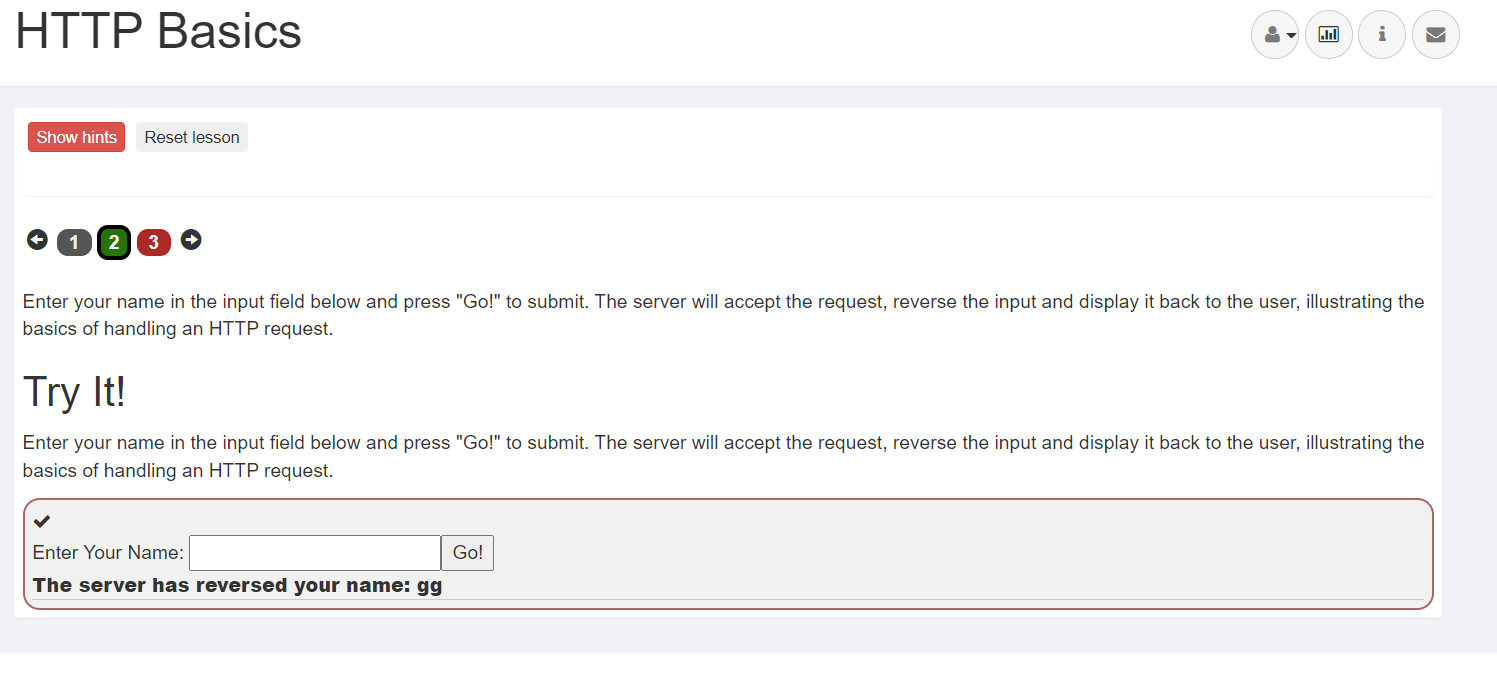 HTTP Basics
Show hints Reset lesson
1 2 3
Enter your name in the input field below and press "Go!" to submit. The server will accept the request, reverse the input and display it back to the user, illustrating the
basics of handling an HTTP request.
Try It!
Enter your name in the input field below and press "Go!" to submit. The server will accept the request, reverse the input and display it back to the user, illustrating the
basics of handling an HTTP request.
Enter Your Name: Go!
The server has reversed your name: gg